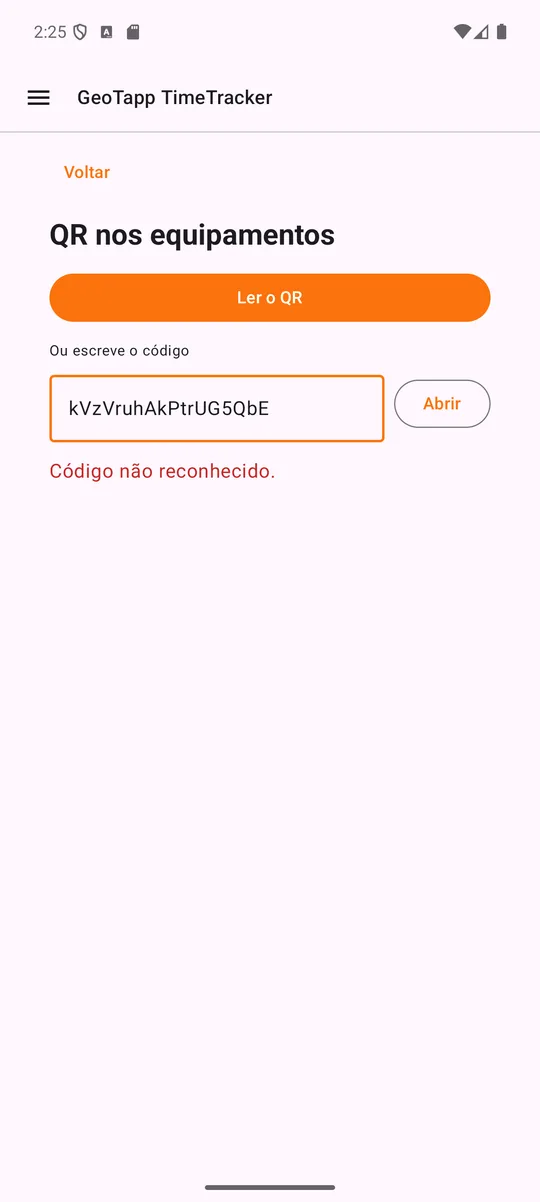 2:25
GeoTapp TimeTracker
Voltar
QR nos equipamentos
Ler o QR
Ou escreve o código
kVzVruhAkPtrUG5QbE
Abrir
Código não reconhecido.